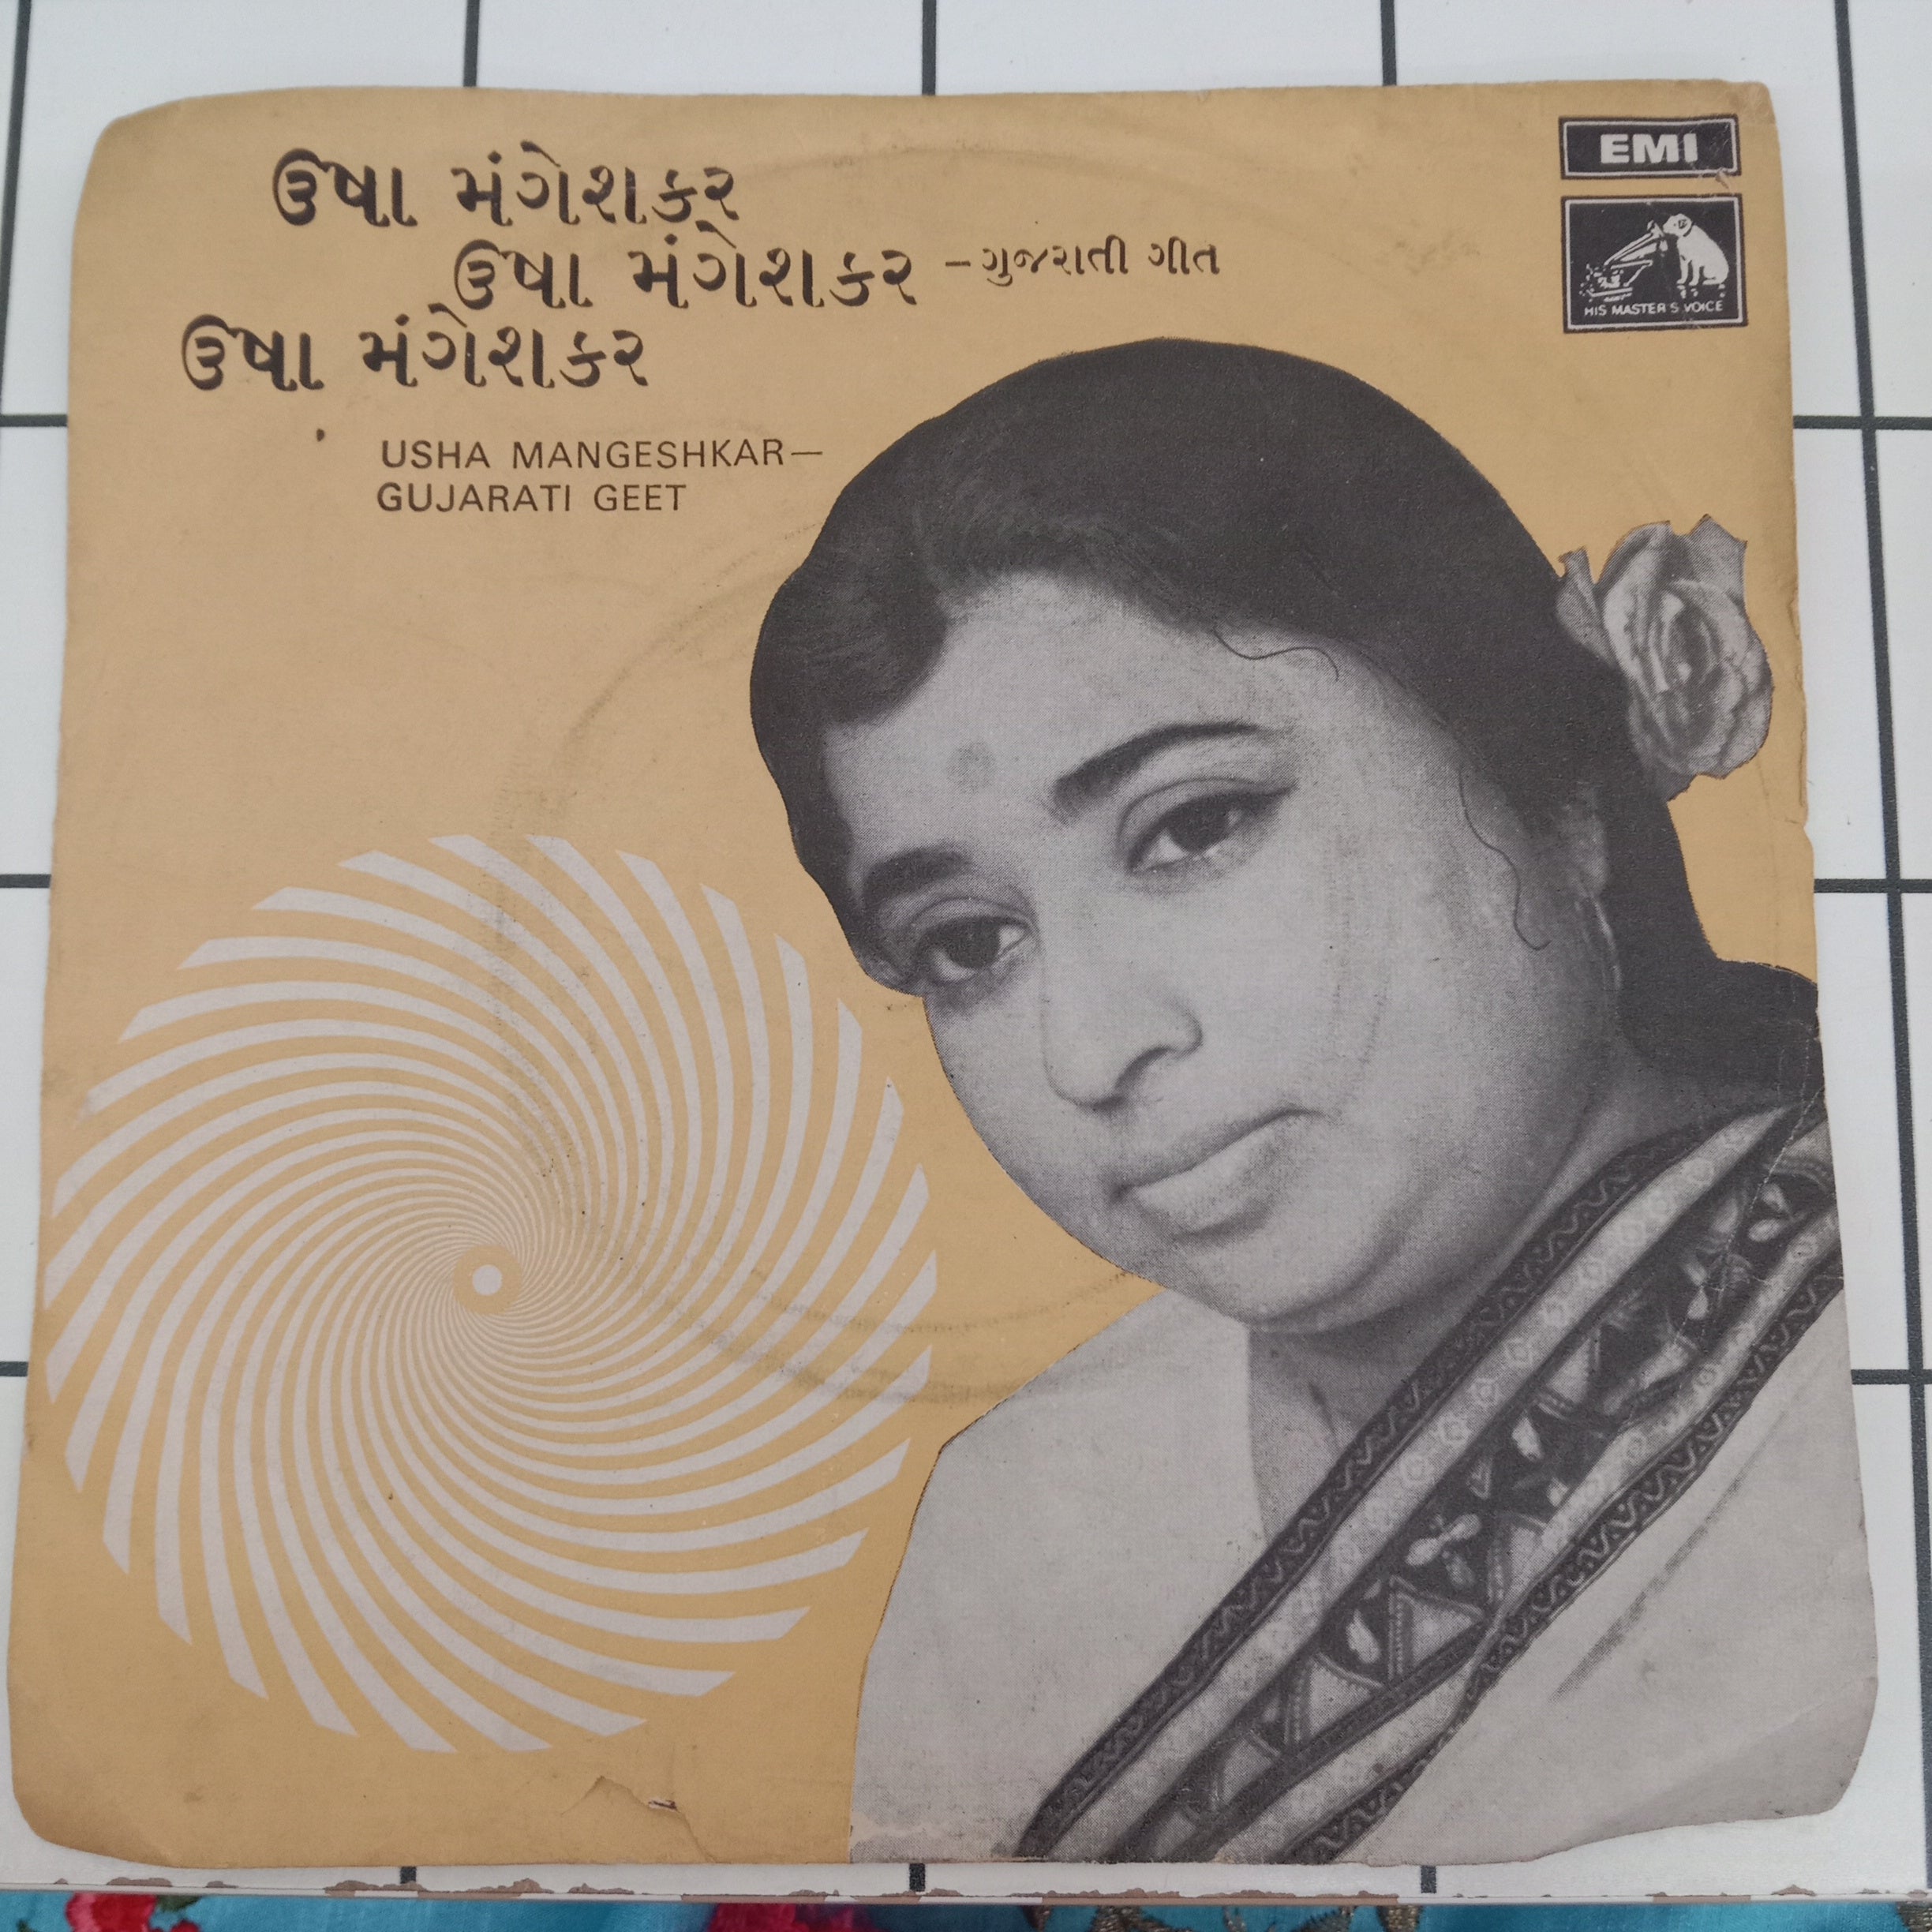 ઉષા મંગેશકર
ઉષા મંગેશકર – ગુજરાતી ગીત
ઉષા મંગેશકર
USHA MANGESHKAR—
GUJARATI GEET
EMI
HIS MASTER'S VOICE